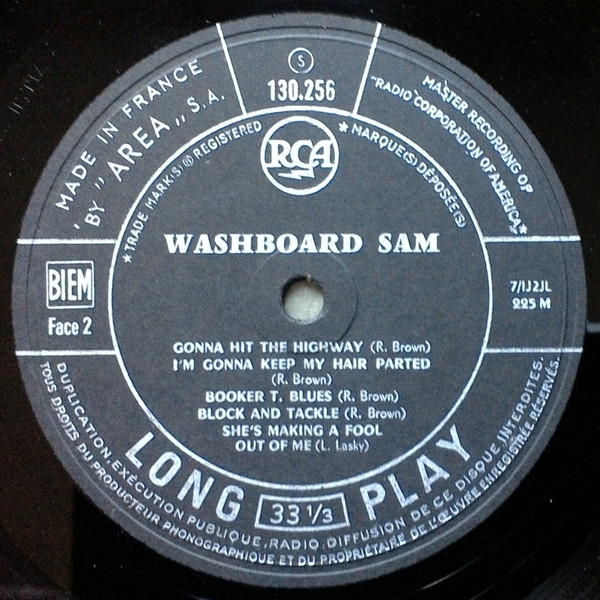 S
130.256
MADE IN FRANCE
BY "AREA" S.A.
MASTER RECORDING OF
"RADIO CORPORATION OF AMERICA"
★ TRADE MARK(S) ® REGISTERED
★ MARQUE(S) DÉPOSÉE(S)
RCA
WASHBOARD SAM
BIEM
Face 2
7/IJ2JL
225 M
GONNA HIT THE HIGHWAY (R. Brown)
I'M GONNA KEEP MY HAIR PARTED
(R. Brown)
BOOKER T. BLUES (R. Brown)
BLOCK AND TACKLE (R. Brown)
SHE'S MAKING A FOOL
OUT OF ME (L. Lasky)
LONG 33 1/3 PLAY
DUPLICATION, EXÉCUTION PUBLIQUE, RADIO DIFFUSION DE CE DISQUE INTERDITES.
TOUS DROITS DU PRODUCTEUR PHONOGRAPHIQUE ET DU PROPRIÉTAIRE DE L'ŒUVRE ENREGISTRÉE RÉSERVÉS.